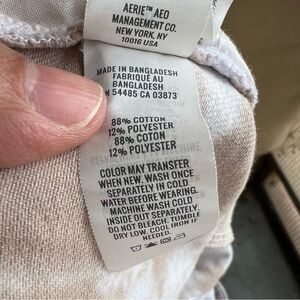 AERIE™ AEO
MANAGEMENT CO.
NEW YORK, NY
10016 USA
MADE IN BANGLADESH
FABRIQUÉ AU
BANGLADESH
54485 CA 03873
88% COTTON
12% POLYESTER
88% COTON
12% POLYESTER
COLOR MAY TRANSFER
WHEN NEW. WASH ONCE
SEPARATELY IN COLD
WATER BEFORE WEARING.
MACHINE WASH COLD
INSIDE OUT SEPARATELY.
DO NOT BLEACH. TUMBLE
DRY LOW. COOL IRON IF
NEEDED.